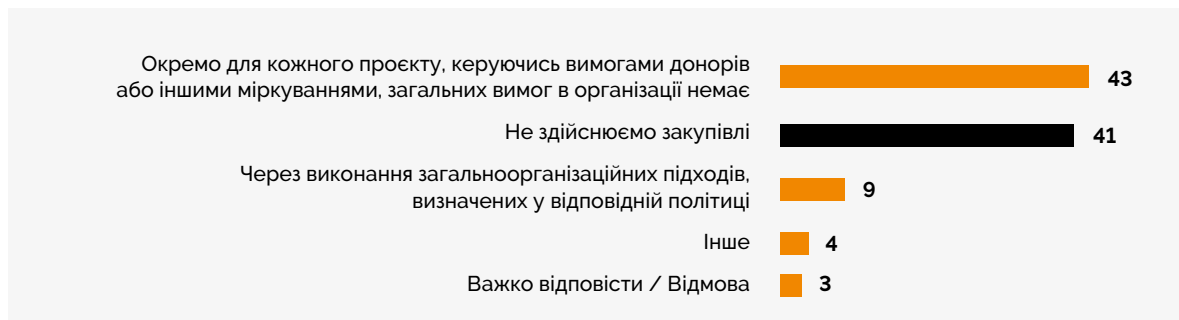 Окремо для кожного проєкту, керуючись вимогами донорів
або іншими міркуваннями, загальних вимог в організації немає
43
Не здійснюємо закупівлі
41
Через виконання загальноорганізаційних підходів,
визначених у відповідній політиці
9
Інше
4
Важко відповісти / Відмова
3